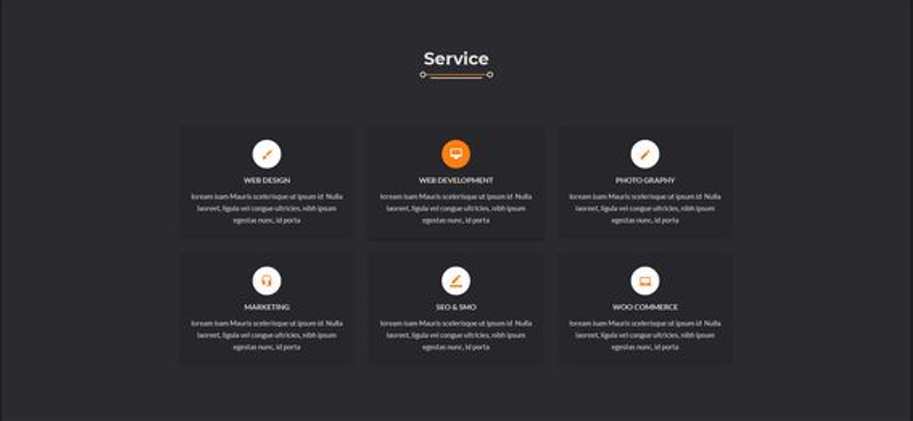 Service
WEB DESIGN
loream isam Mauris scelerisque ut ipsum id Nulla
laoreet, ligula vel congue ultricies, nibh ipsum
egestas nunc, id porta
WEB DEVELOPMENT
loream isam Mauris scelerisque ut ipsum id Nulla
laoreet, ligula vel congue ultricies, nibh ipsum
egestas nunc, id porta
PHOTO GRAPHY
loream isam Mauris scelerisque ut ipsum id Nulla
laoreet, ligula vel congue ultricies, nibh ipsum
egestas nunc, id porta
MARKETING
loream isam Mauris scelerisque ut ipsum id Nulla
laoreet, ligula vel congue ultricies, nibh ipsum
egestas nunc, id porta
SEO & SMO
loream isam Mauris scelerisque ut ipsum id Nulla
laoreet, ligula vel congue ultricies, nibh ipsum
egestas nunc, id porta
WOO COMMERCE
loream isam Mauris scelerisque ut ipsum id Nulla
laoreet, ligula vel congue ultricies, nibh ipsum
egestas nunc, id porta